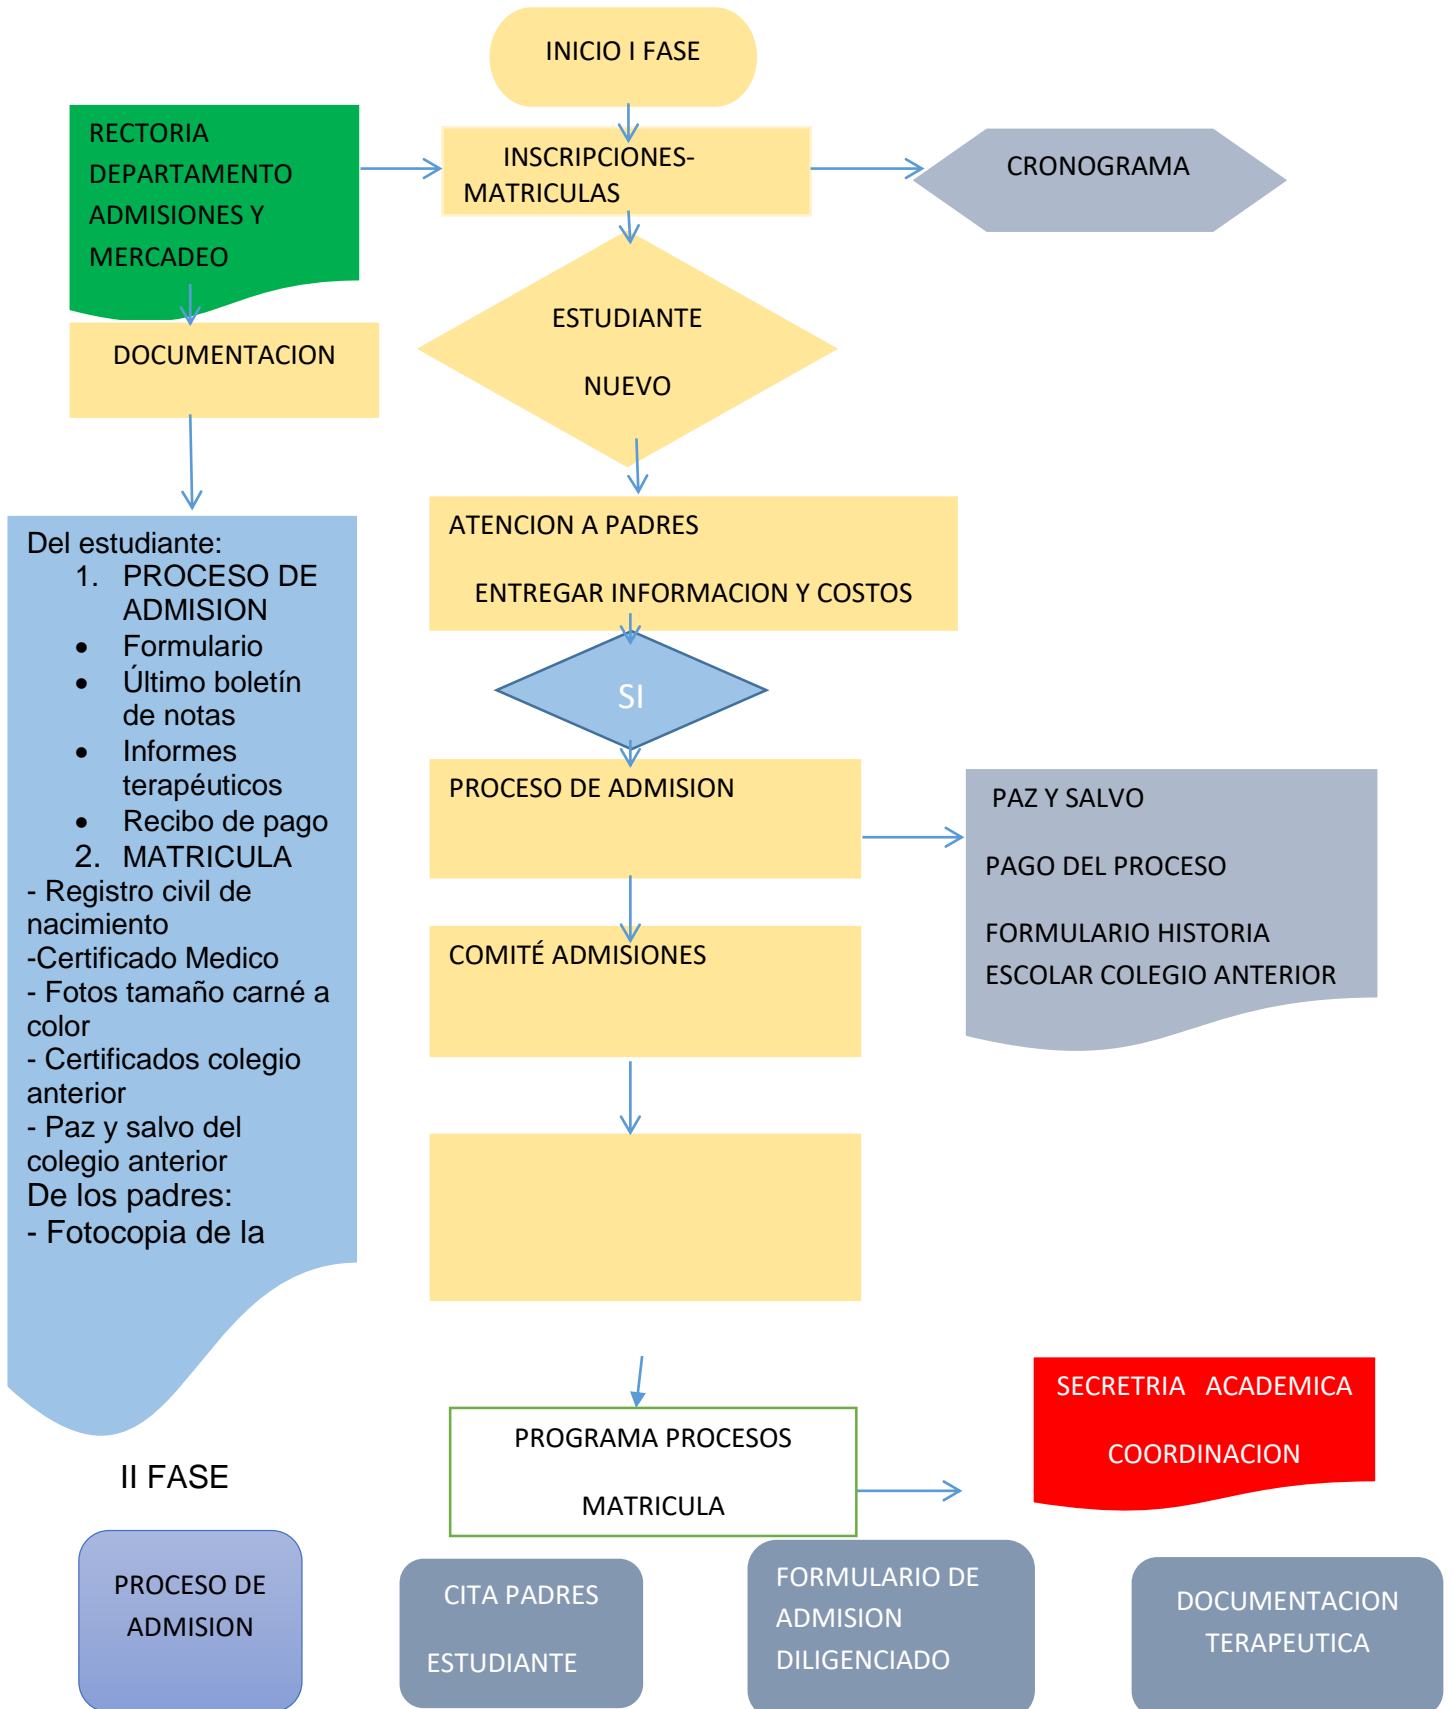 INICIO I FASE
RECTORIA
DEPARTAMENTO
ADMISIONES Y
MERCADEO
INSCRIPCIONES-
MATRICULAS
CRONOGRAMA
DOCUMENTACION
ESTUDIANTE
NUEVO
ATENCION A PADRES
ENTREGAR INFORMACION Y COSTOS
SI
Del estudiante:
1. PROCESO DE
ADMISION
• Formulario
• Último boletín
de notas
• Informes
terapéuticos
• Recibo de pago
2. MATRICULA
- Registro civil de
nacimiento
-Certificado Medico
- Fotos tamaño carné a
color
- Certificados colegio
anterior
- Paz y salvo del
colegio anterior
De los padres:
- Fotocopia de la
PROCESO DE ADMISION
PAZ Y SALVO
PAGO DEL PROCESO
FORMULARIO HISTORIA
ESCOLAR COLEGIO ANTERIOR
COMITÉ ADMISIONES
PROGRAMA PROCESOS
MATRICULA
SECRETRIA ACADEMICA
COORDINACION
II FASE
PROCESO DE
ADMISION
CITA PADRES
ESTUDIANTE
FORMULARIO DE
ADMISION
DILIGENCIADO
DOCUMENTACION
TERAPEUTICA